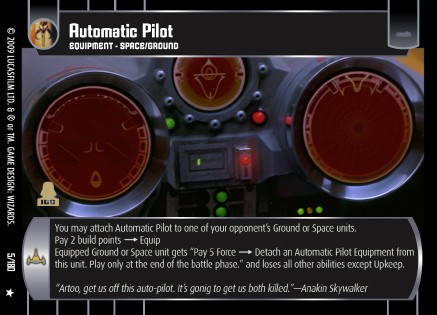 Automatic Pilot
EQUIPMENT - SPACE/GROUND
You may attach Automatic Pilot to one of your opponent's Ground or Space units.
Pay 2 build points → Equip
Equipped Ground or Space unit gets "Pay 5 Force → Detach an Automatic Pilot Equipment from
this unit. Play only at the end of the battle phase." and loses all other abilities except Upkeep.
"Artoo, get us off this auto-pilot. It's gonig to get us both killed."—Anakin Skywalker
© 2009 LUCASFILM LTD. & ® or TM. GAME DESIGN: WIZARDS.
5/180